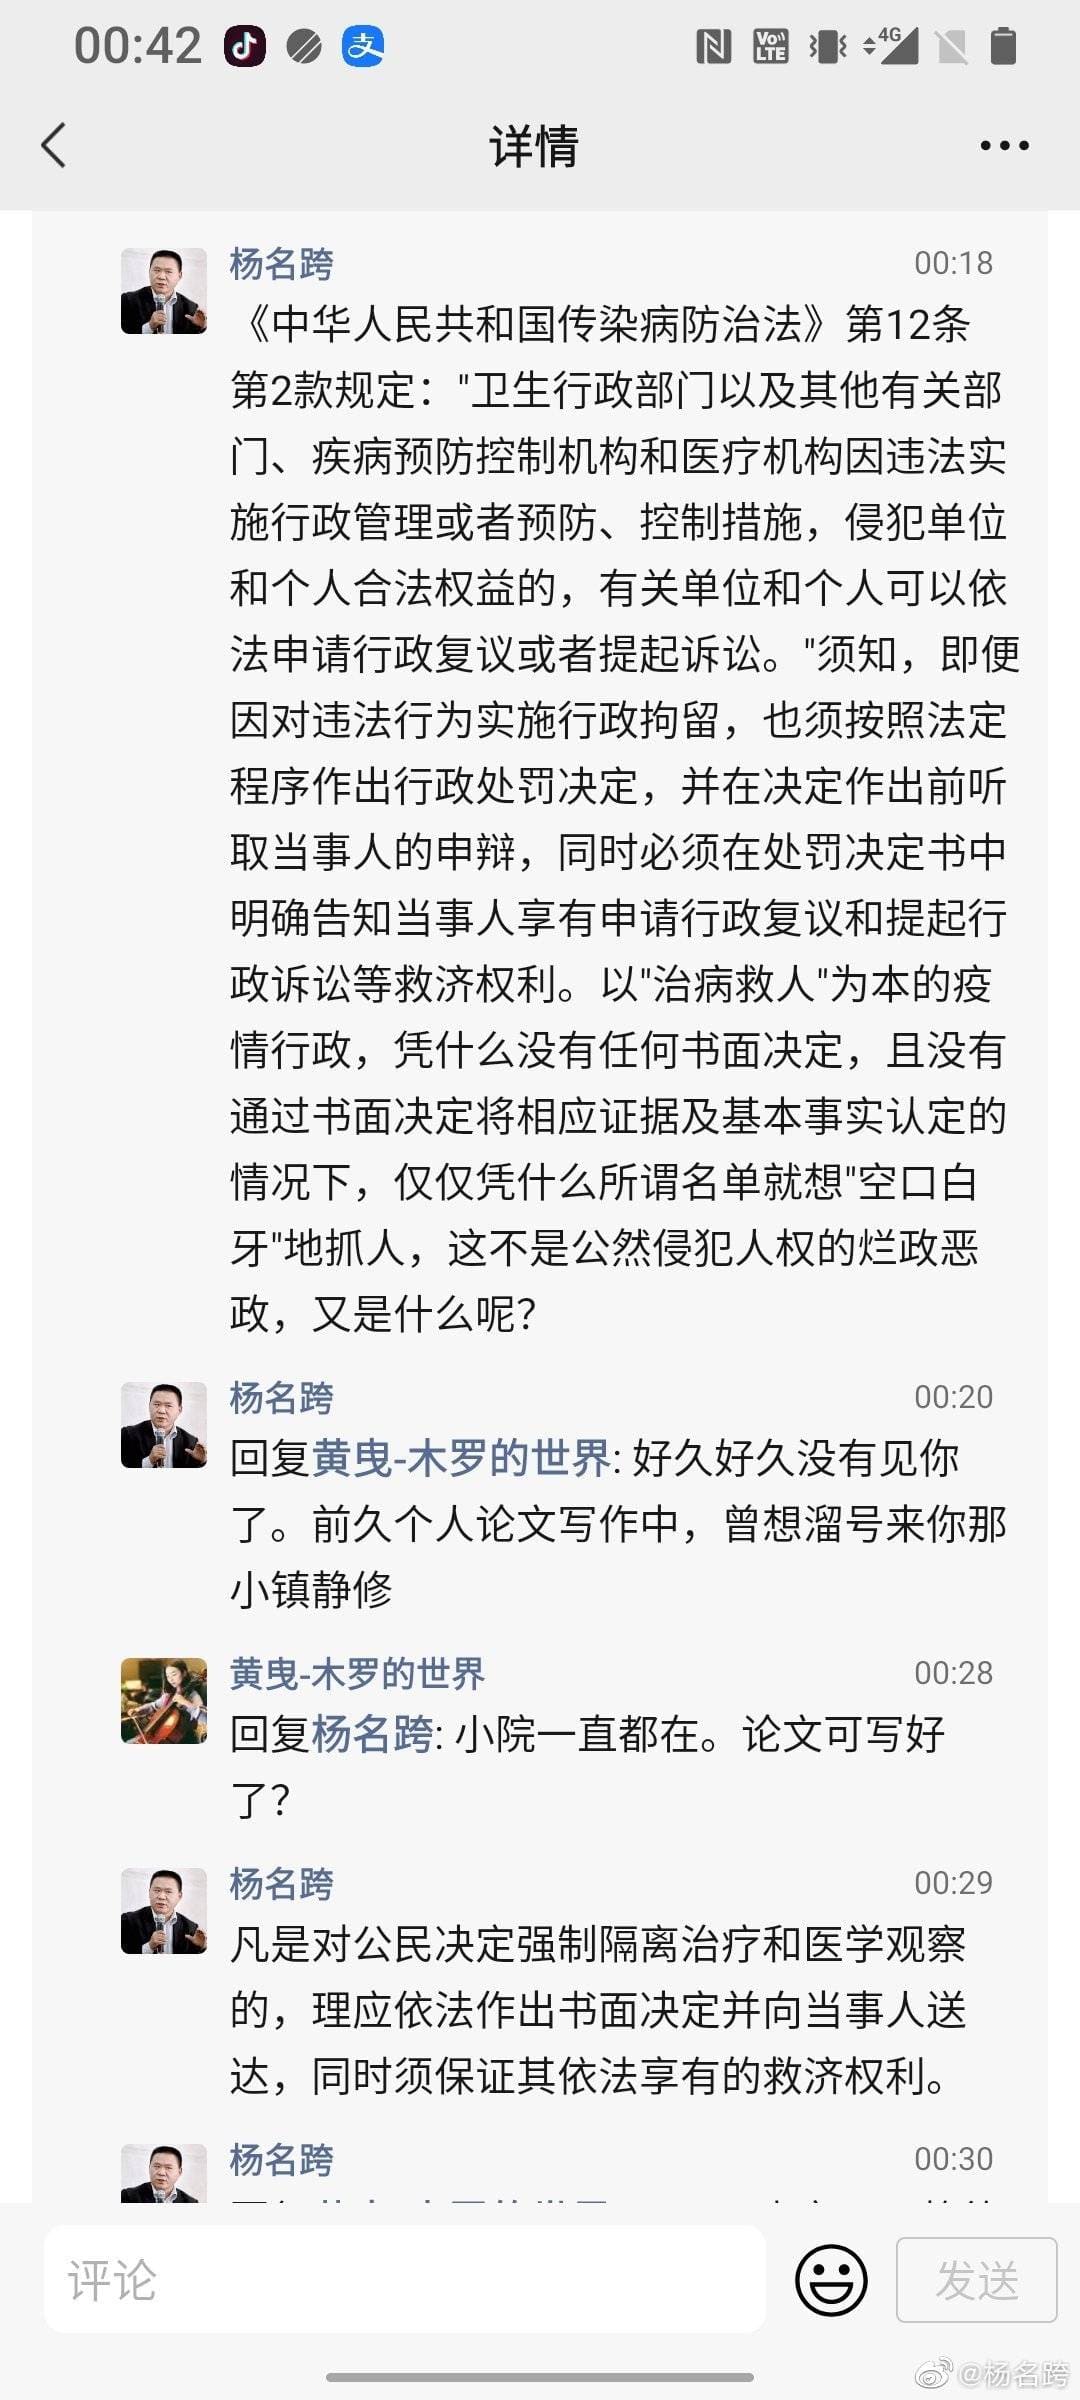 00:42
4G
详情
杨名跨 00:18
《中华人民共和国传染病防治法》第12条
第2款规定："卫生行政部门以及其他有关部
门、疾病预防控制机构和医疗机构因违法实
施行政管理或者预防、控制措施，侵犯单位
和个人合法权益的，有关单位和个人可以依
法申请行政复议或者提起诉讼。"须知，即便
因对违法行为实施行政拘留，也须按照法定
程序作出行政处罚决定，并在决定作出前听
取当事人的申辩，同时必须在处罚决定书中
明确告知当事人享有申请行政复议和提起行
政诉讼等救济权利。以"治病救人"为本的疫
情行政，凭什么没有任何书面决定，且没有
通过书面决定将相应证据及基本事实认定的
情况下，仅仅凭什么所谓名单就想"空口白
牙"地抓人，这不是公然侵犯人权的烂政恶
政，又是什么呢？
杨名跨 00:20
回复黄曳-木罗的世界: 好久好久没有见你
了。前久个人论文写作中，曾想溜号来你那
小镇静修
黄曳-木罗的世界 00:28
回复杨名跨: 小院一直都在。论文可写好
了？
杨名跨 00:29
凡是对公民决定强制隔离治疗和医学观察
的，理应依法作出书面决定并向当事人送
达，同时须保证其依法享有的救济权利。
杨名跨 00:30
评论
发送
@杨名跨